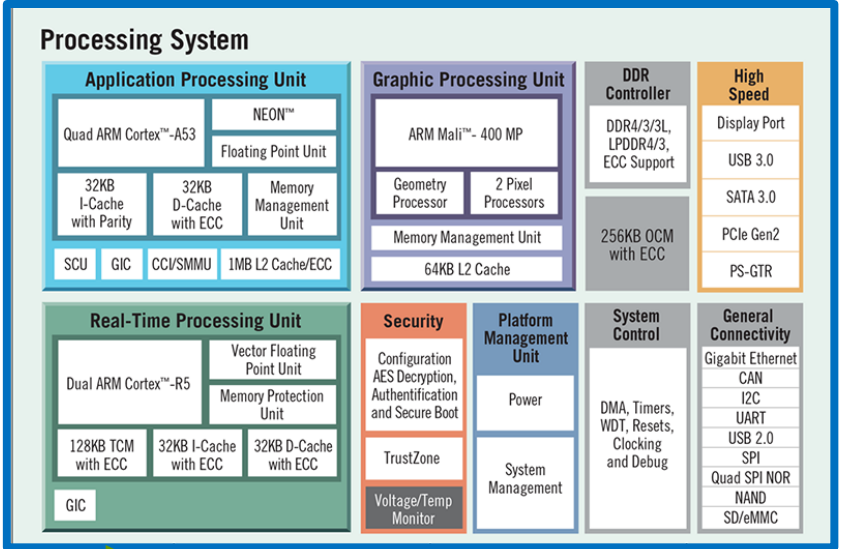 Processing System
Application Processing Unit
Quad ARM Cortex™-A53
NEON™
Floating Point Unit
32KB
I-Cache
with Parity
32KB
D-Cache
with ECC
Memory
Management
Unit
SCU
GIC
CCI/SMMU
1MB L2 Cache/ECC
Graphic Processing Unit
ARM Mali™- 400 MP
Geometry
Processor
2 Pixel
Processors
Memory Management Unit
64KB L2 Cache
DDR
Controller
DDR4/3/3L,
LPDDR4/3,
ECC Support
256KB OCM
with ECC
High
Speed
Display Port
USB 3.0
SATA 3.0
PCIe Gen2
PS-GTR
Real-Time Processing Unit
Dual ARM Cortex™-R5
Vector Floating
Point Unit
Memory Protection
Unit
128KB TCM
with ECC
32KB I-Cache
with ECC
32KB D-Cache
with ECC
GIC
Security
Configuration
AES Decryption,
Authentification
and Secure Boot
TrustZone
Voltage/Temp
Monitor
Platform
Management
Unit
Power
System
Management
System
Control
DMA, Timers,
WDT, Resets,
Clocking
and Debug
General
Connectivity
Gigabit Ethernet
CAN
I2C
UART
USB 2.0
SPI
Quad SPI NOR
NAND
SD/eMMC